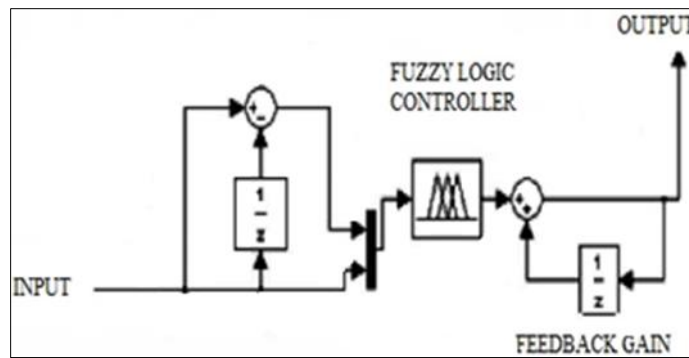 OUTPUT
FUZZY LOGIC
CONTROLLER
+
-
1
z
+
+
1
z
INPUT
FEEDBACK GAIN